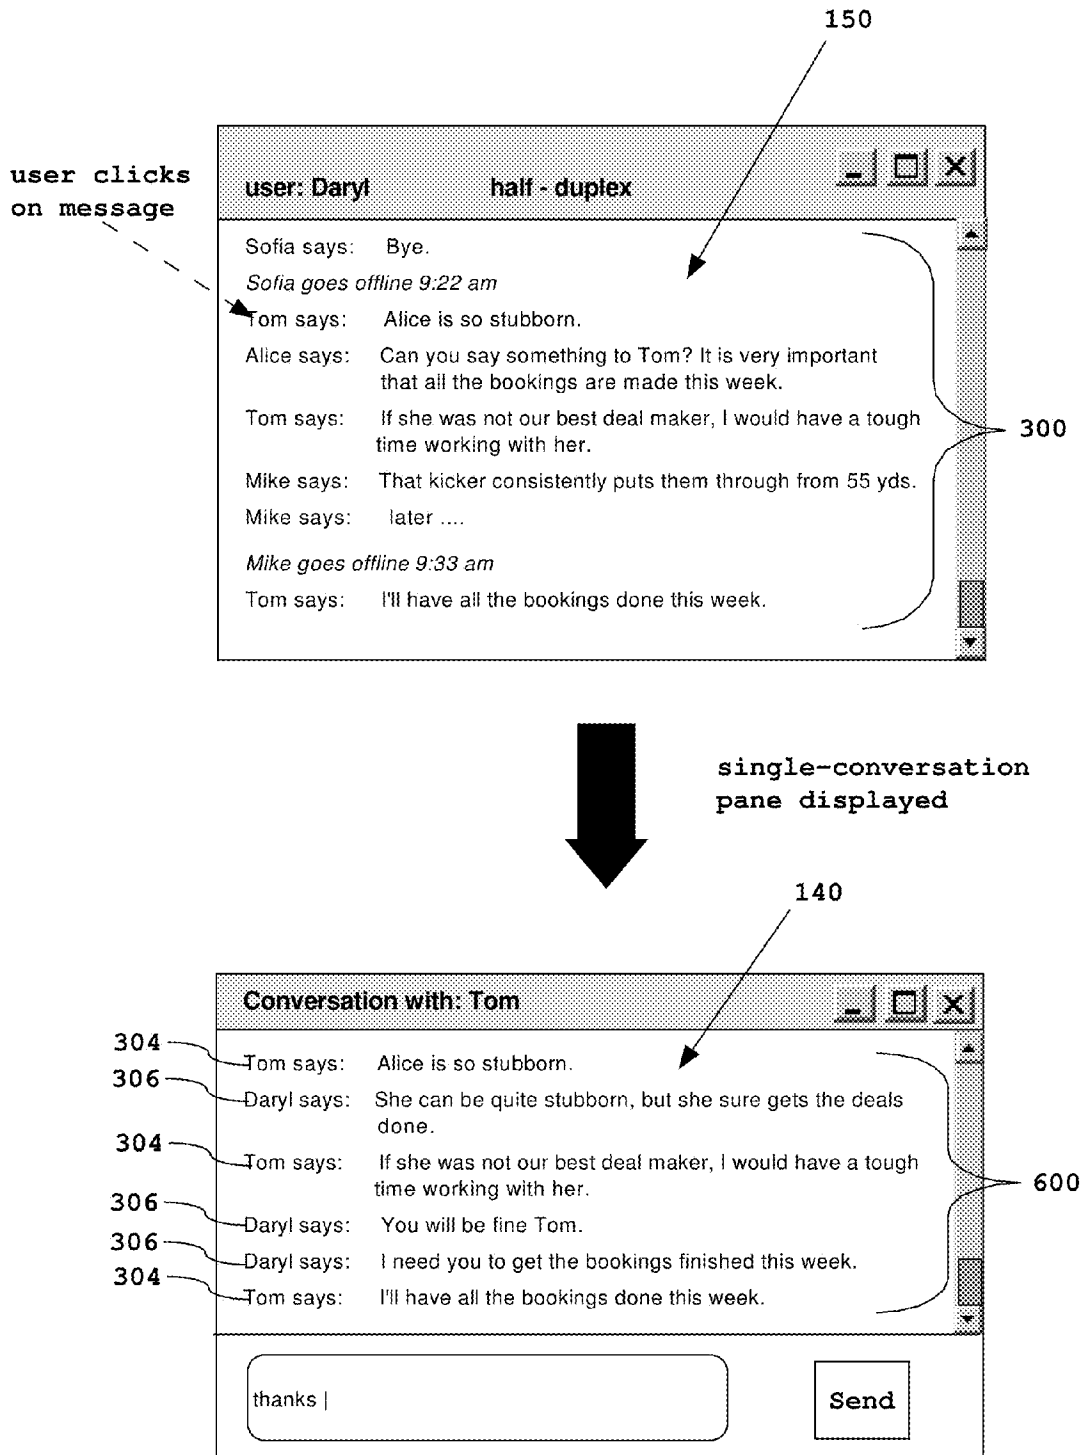 150
user clicks
on message
user: Daryl half - duplex
Sofia says: Bye.
Sofia goes offline 9:22 am
Tom says: Alice is so stubborn.
Alice says: Can you say something to Tom? It is very important
that all the bookings are made this week.
Tom says: If she was not our best deal maker, I would have a tough
time working with her.
300
Mike says: That kicker consistently puts them through from 55 yds.
Mike says: later ....
Mike goes offline 9:33 am
Tom says: I'll have all the bookings done this week.
single-conversation
pane displayed
140
Conversation with: Tom
304
Tom says: Alice is so stubborn.
306
Daryl says: She can be quite stubborn, but she sure gets the deals
done.
304
Tom says: If she was not our best deal maker, I would have a tough
time working with her.
600
306
Daryl says: You will be fine Tom.
306
Daryl says: I need you to get the bookings finished this week.
304
Tom says: I'll have all the bookings done this week.
thanks |
Send